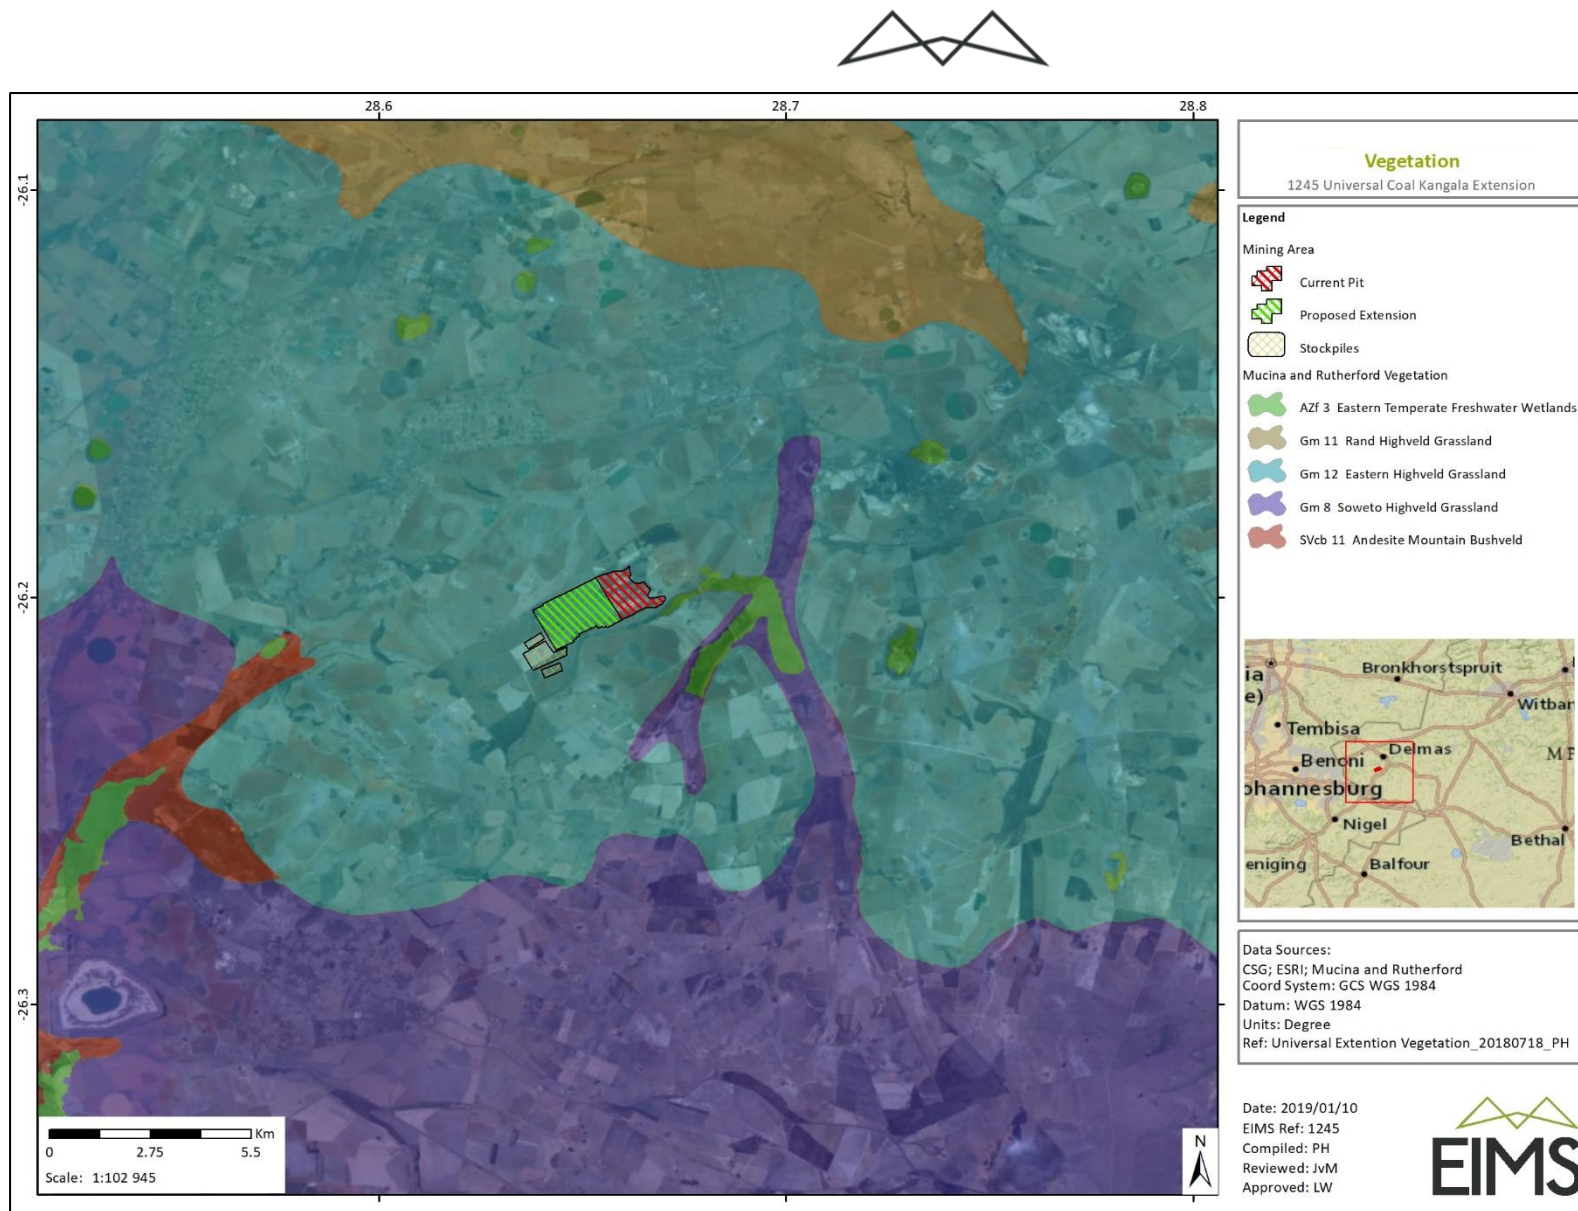 28.6
28.7
28.8
-26.1
-26.2
-26.3
Vegetation
1245 Universal Coal Kangala Extension
Legend
Mining Area
Current Pit
Proposed Extension
Stockpiles
Mucina and Rutherford Vegetation
AZf 3 Eastern Temperate Freshwater Wetlands
Gm 11 Rand Highveld Grassland
Gm 12 Eastern Highveld Grassland
Gm 8 Soweto Highveld Grassland
SVcb 11 Andesite Mountain Bushveld
ia
Bronkhorstspruit
e)
Witban
Tembisa
Delmas
Benoni
ohannesburg
Nigel
Bethal
eniging
Balfour
Data Sources:
CSG; ESRI; Mucina and Rutherford
Coord System: GCS WGS 1984
Datum: WGS 1984
Units: Degree
Ref: Universal Extention Vegetation_20180718_PH
Km
0 2.75 5.5
Scale: 1:102 945
N
Date: 2019/01/10
EIMS Ref: 1245
Compiled: PH
Reviewed: JvM
Approved: LW
EIMS